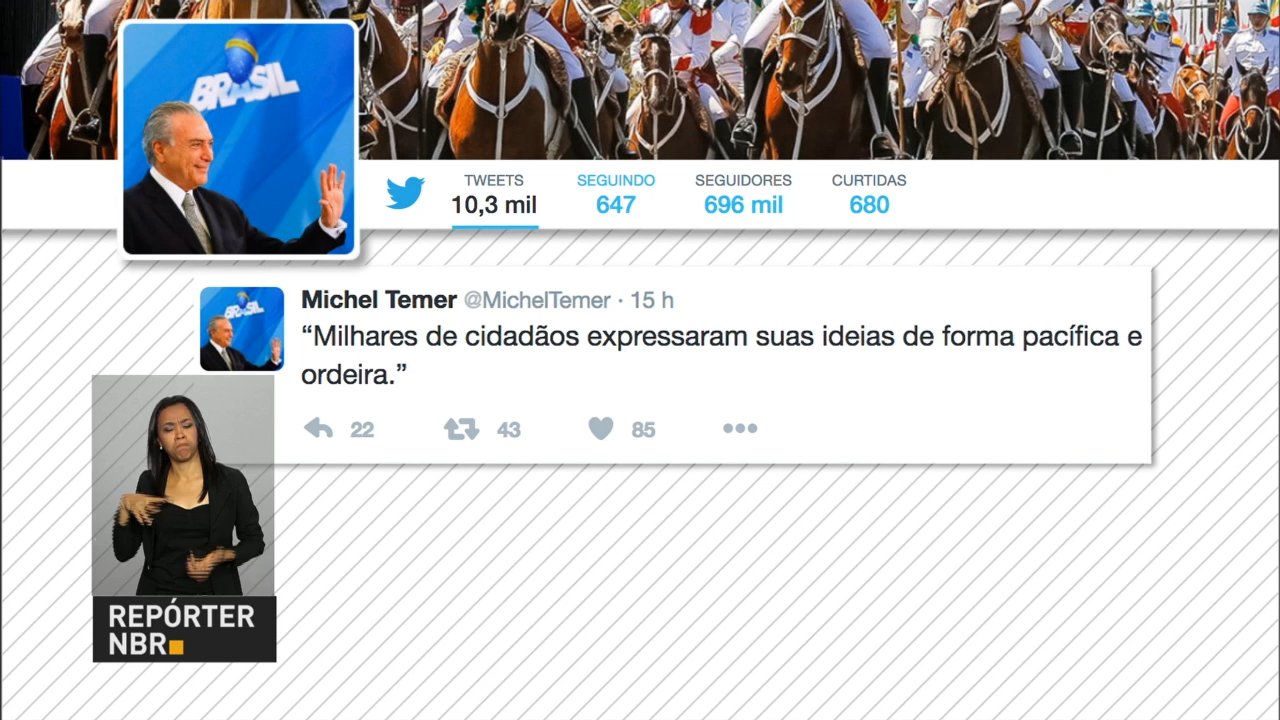 BRASIL
TWEETS
10,3 mil
SEGUINDO
647
SEGUIDORES
696 mil
CURTIDAS
680
BRASIL
Michel Temer @MichelTemer · 15 h
“Milhares de cidadãos expressaram suas ideias de forma pacífica e
ordeira.”
22
43
85
REPÓRTER
NBR